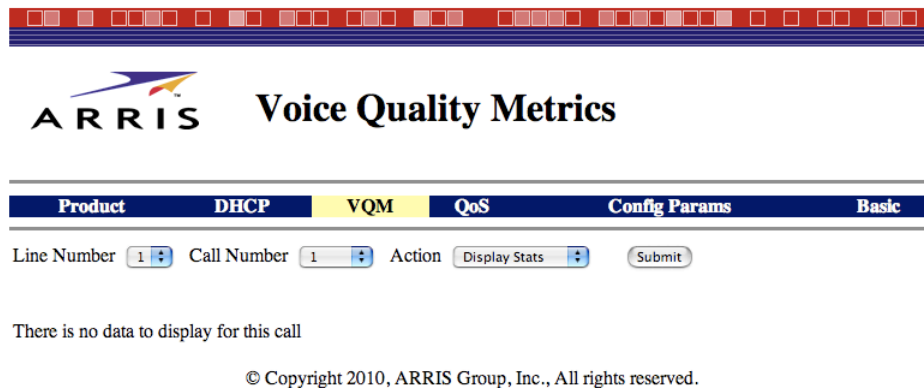 ARRIS
™
Voice Quality Metrics
Product DHCP VQM QoS Config Params Basic
Line Number 1 Call Number 1 Action Display Stats Submit
There is no data to display for this call
© Copyright 2010, ARRIS Group, Inc., All rights reserved.